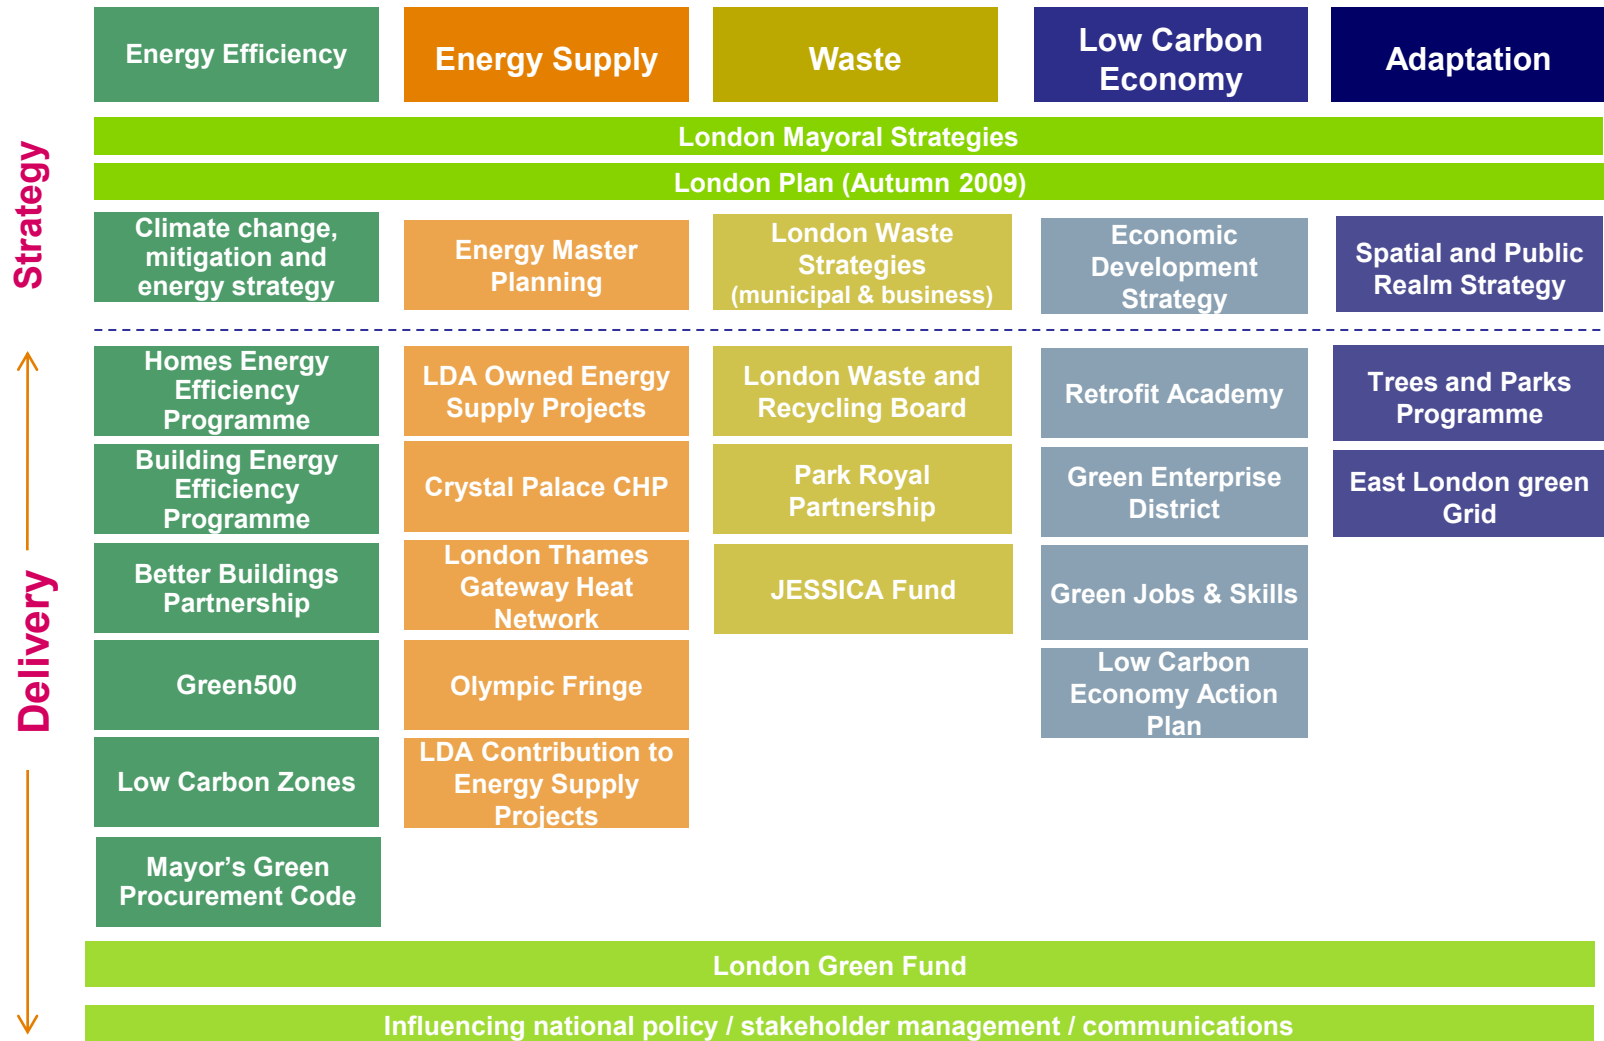 Energy Efficiency
Energy Supply
Waste
Low Carbon
Economy
Adaptation
Strategy
London Mayoral Strategies
London Plan (Autumn 2009)
Climate change,
mitigation and
energy strategy
Energy Master
Planning
London Waste
Strategies
(municipal & business)
Economic
Development
Strategy
Spatial and Public
Realm Strategy
Delivery
Homes Energy
Efficiency
Programme
LDA Owned Energy
Supply Projects
London Waste and
Recycling Board
Retrofit Academy
Trees and Parks
Programme
Building Energy
Efficiency
Programme
Crystal Palace CHP
Park Royal
Partnership
Green Enterprise
District
East London green
Grid
Better Buildings
Partnership
London Thames
Gateway Heat
Network
JESSICA Fund
Green Jobs & Skills
Green500
Olympic Fringe
Low Carbon
Economy Action
Plan
Low Carbon Zones
LDA Contribution to
Energy Supply
Projects
Mayor’s Green
Procurement Code
London Green Fund
Influencing national policy / stakeholder management / communications